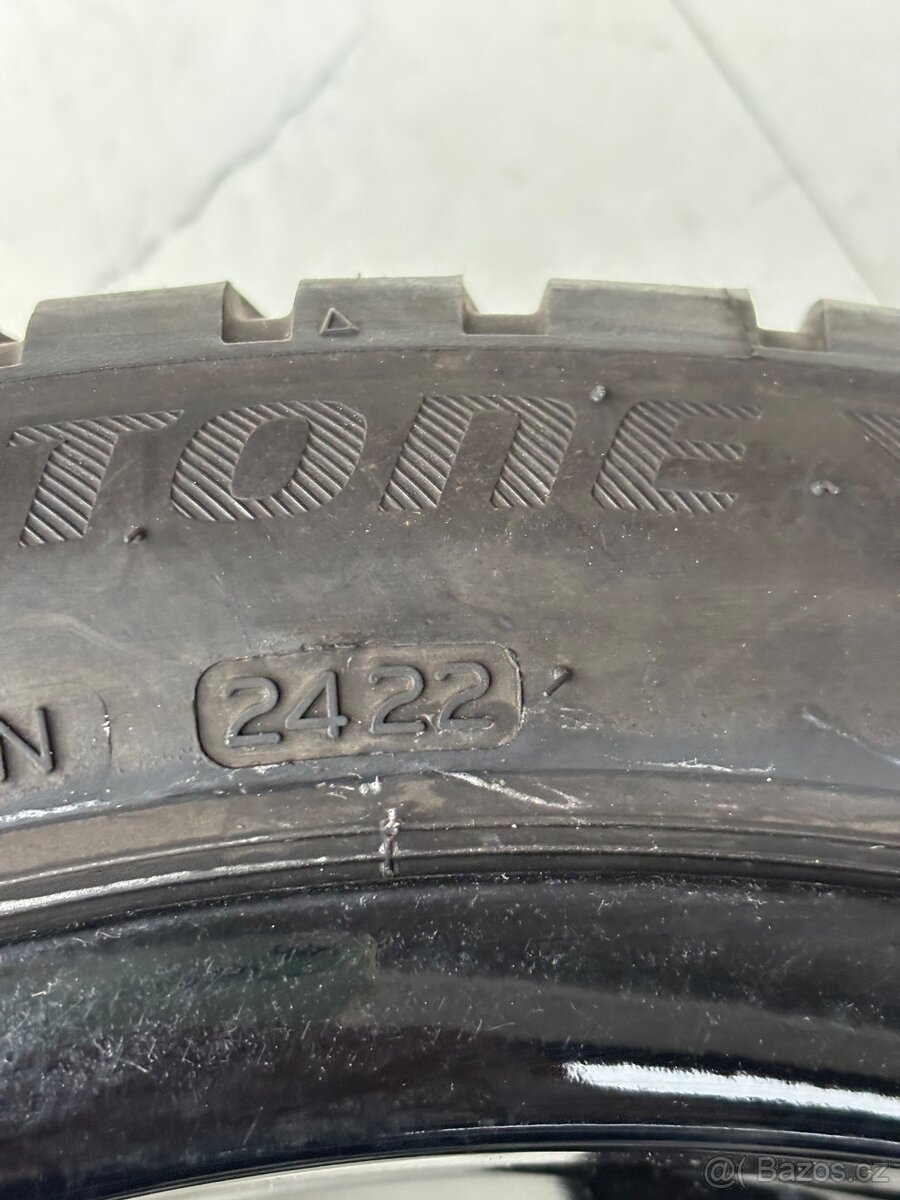 TONE
N 2422
@( Bazos.cz